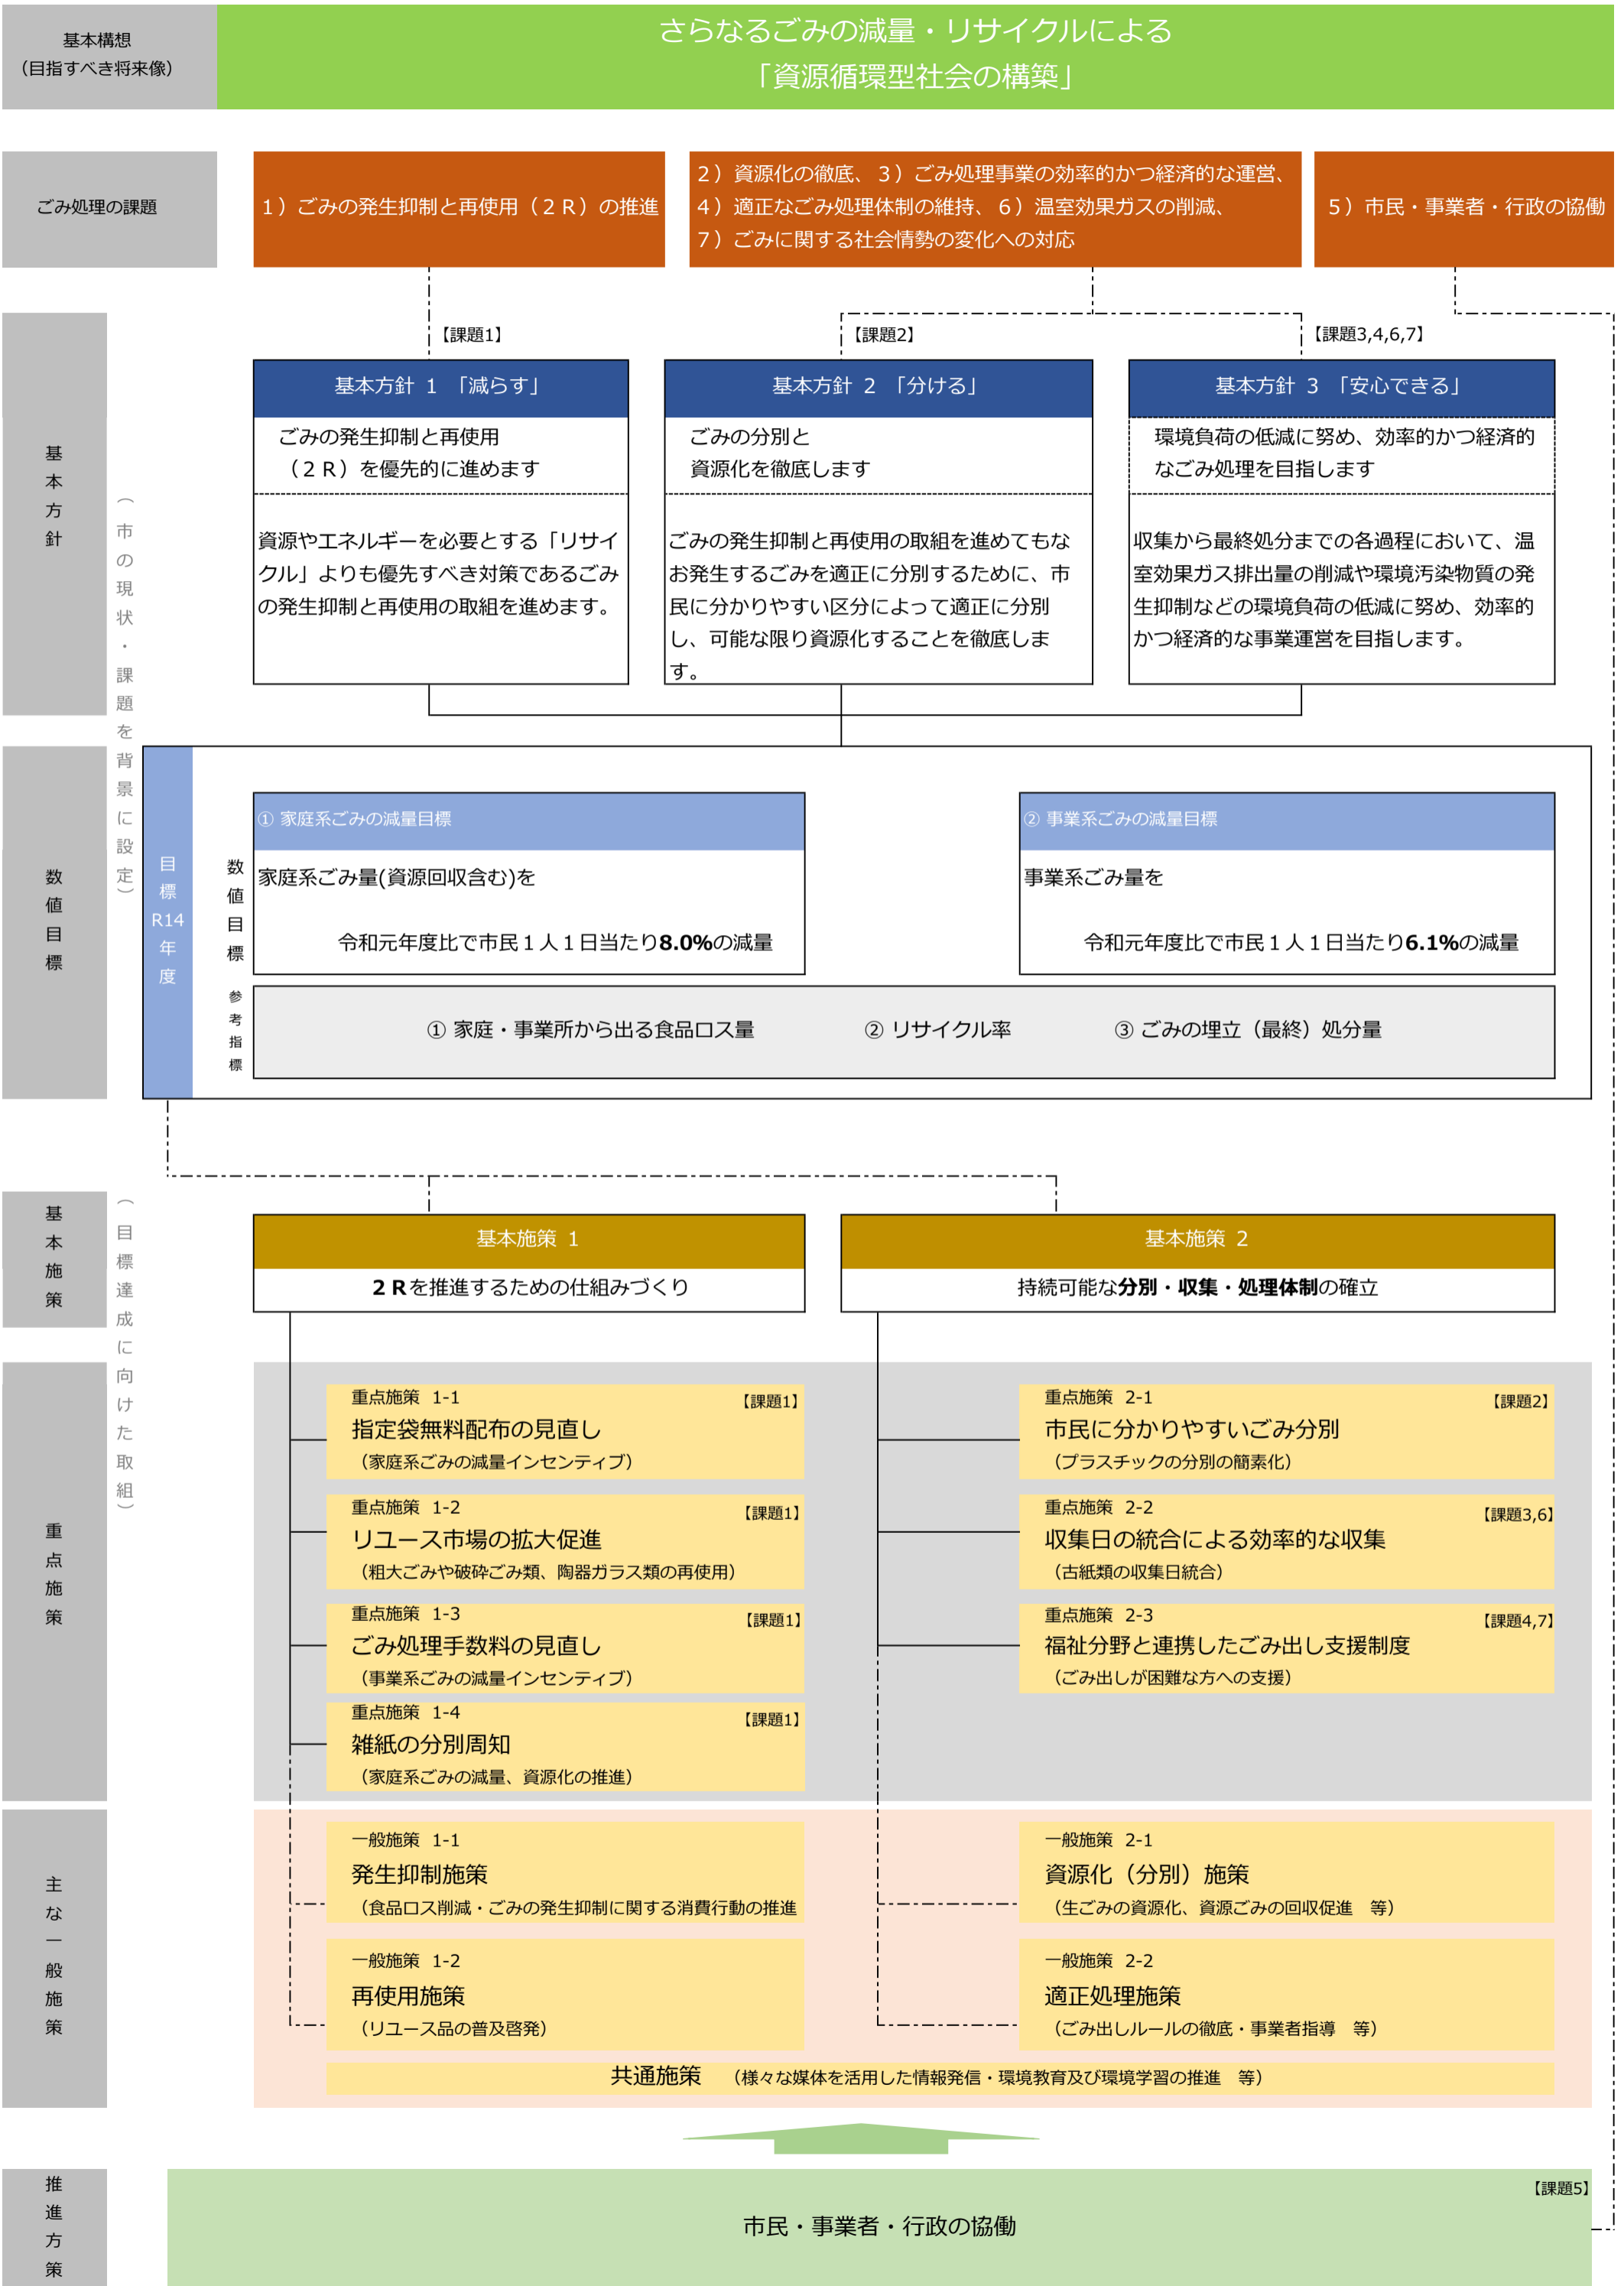 基本構想
（目指すべき将来像）
さらなるごみの減量・リサイクルによる
「資源循環型社会の構築」
ごみ処理の課題
１）ごみの発生抑制と再使用（２Ｒ）の推進
２）資源化の徹底、３）ごみ処理事業の効率的かつ経済的な運営、
４）適正なごみ処理体制の維持、６）温室効果ガスの削減、
７）ごみに関する社会情勢の変化への対応
５）市民・事業者・行政の協働
基本方針
（市の現状・課題を背景に設定）
【課題1】
【課題2】
【課題3,4,6,7】
基本方針 1 「減らす」
ごみの発生抑制と再使用
（２Ｒ）を優先的に進めます
資源やエネルギーを必要とする「リサイ
クル」よりも優先すべき対策であるごみ
の発生抑制と再使用の取組を進めます。
基本方針 2 「分ける」
ごみの分別と
資源化を徹底します
ごみの発生抑制と再使用の取組を進めてもな
お発生するごみを適正に分別するために、市
民に分かりやすい区分によって適正に分別
し、可能な限り資源化することを徹底しま
す。
基本方針 3 「安心できる」
環境負荷の低減に努め、効率的かつ経済的
なごみ処理を目指します
収集から最終処分までの各過程において、温
室効果ガス排出量の削減や環境汚染物質の発
生抑制などの環境負荷の低減に努め、効率的
かつ経済的な事業運営を目指します。
数値目標
目標R14年度
数値目標
① 家庭系ごみの減量目標
家庭系ごみ量(資源回収含む)を
令和元年度比で市民１人１日当たり8.0%の減量
② 事業系ごみの減量目標
事業系ごみ量を
令和元年度比で市民１人１日当たり6.1%の減量
参考指標
① 家庭・事業所から出る食品ロス量
② リサイクル率
③ ごみの埋立（最終）処分量
基本施策
（目標達成に向けた取組）
基本施策 1
２Ｒを推進するための仕組みづくり
基本施策 2
持続可能な分別・収集・処理体制の確立
重点施策
重点施策 1-1
【課題1】
指定袋無料配布の見直し
（家庭系ごみの減量インセンティブ）
重点施策 1-2
【課題1】
リユース市場の拡大促進
（粗大ごみや破砕ごみ類、陶器ガラス類の再使用）
重点施策 1-3
【課題1】
ごみ処理手数料の見直し
（事業系ごみの減量インセンティブ）
重点施策 1-4
【課題1】
雑紙の分別周知
（家庭系ごみの減量、資源化の推進）
重点施策 2-1
【課題2】
市民に分かりやすいごみ分別
（プラスチックの分別の簡素化）
重点施策 2-2
【課題3,6】
収集日の統合による効率的な収集
（古紙類の収集日統合）
重点施策 2-3
【課題4,7】
福祉分野と連携したごみ出し支援制度
（ごみ出しが困難な方への支援）
主な一般施策
一般施策 1-1
発生抑制施策
（食品ロス削減・ごみの発生抑制に関する消費行動の推進
一般施策 1-2
再使用施策
（リユース品の普及啓発）
一般施策 2-1
資源化（分別）施策
（生ごみの資源化、資源ごみの回収促進　等）
一般施策 2-2
適正処理施策
（ごみ出しルールの徹底・事業者指導　等）
共通施策　（様々な媒体を活用した情報発信・環境教育及び環境学習の推進　等）
推進方策
【課題5】
市民・事業者・行政の協働